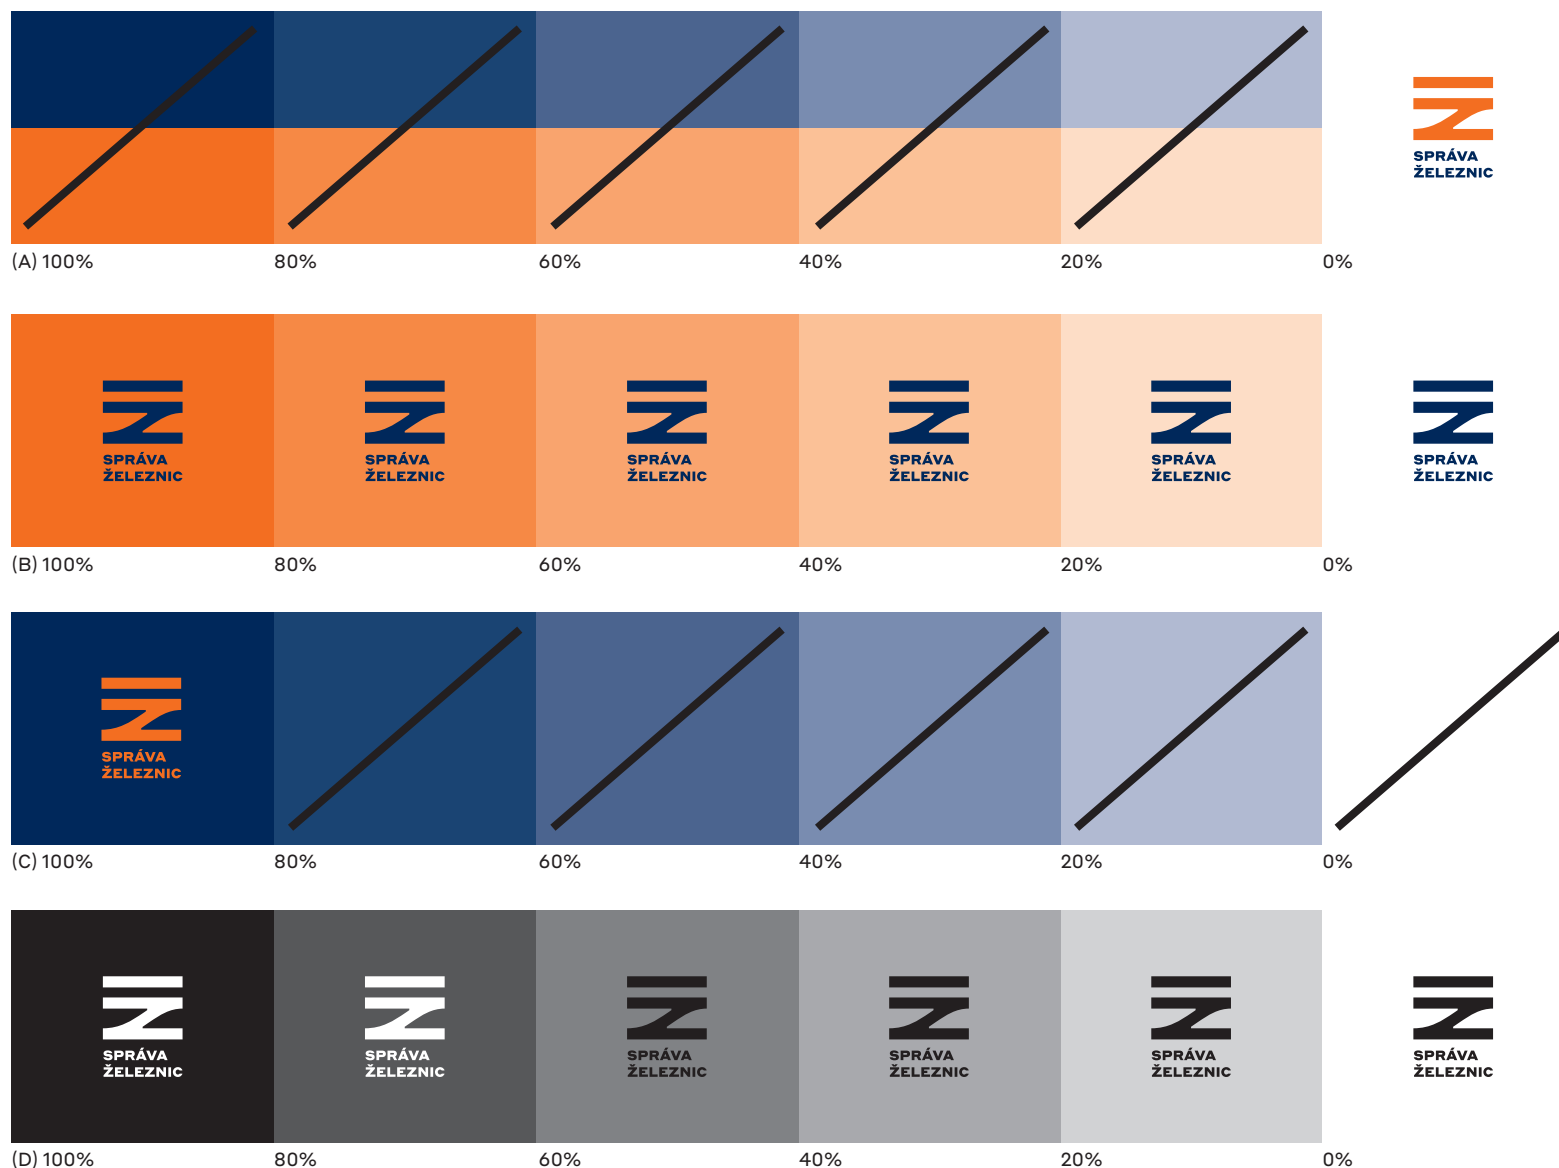 SPRÁVA
ŽELEZNIC
(A) 100% 80% 60% 40% 20% 0%
SPRÁVA SPRÁVA SPRÁVA SPRÁVA SPRÁVA SPRÁVA
ŽELEZNIC ŽELEZNIC ŽELEZNIC ŽELEZNIC ŽELEZNIC ŽELEZNIC
(B) 100% 80% 60% 40% 20% 0%
SPRÁVA
ŽELEZNIC
(C) 100% 80% 60% 40% 20% 0%
SPRÁVA SPRÁVA SPRÁVA SPRÁVA SPRÁVA SPRÁVA
ŽELEZNIC ŽELEZNIC ŽELEZNIC ŽELEZNIC ŽELEZNIC ŽELEZNIC
(D) 100% 80% 60% 40% 20% 0%